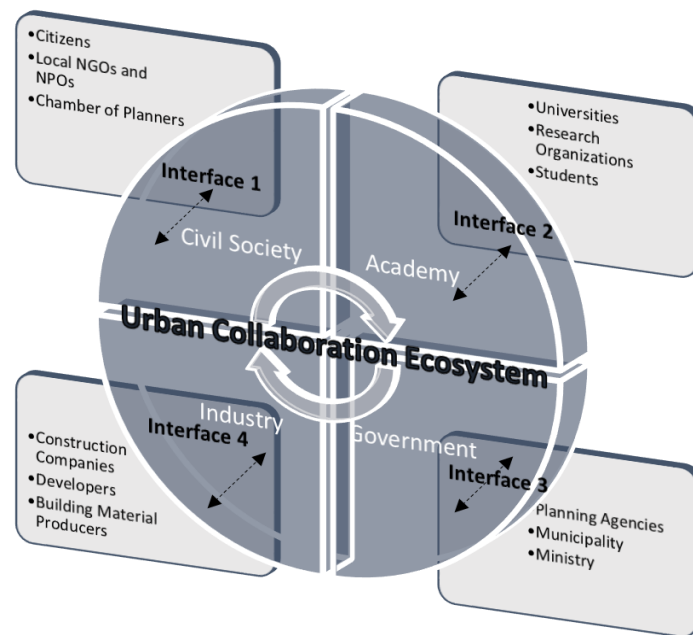 •Citizens
•Local NGOs and
NPOs
•Chamber of Planners
Interface 1
Civil Society
•Universities
•Research
Organizations
•Students
Interface 2
Academy
Urban Collaboration Ecosystem
Industry
Interface 4
•Construction
Companies
•Developers
•Building Material
Producers
Government
Interface 3
Planning Agencies
•Municipality
•Ministry